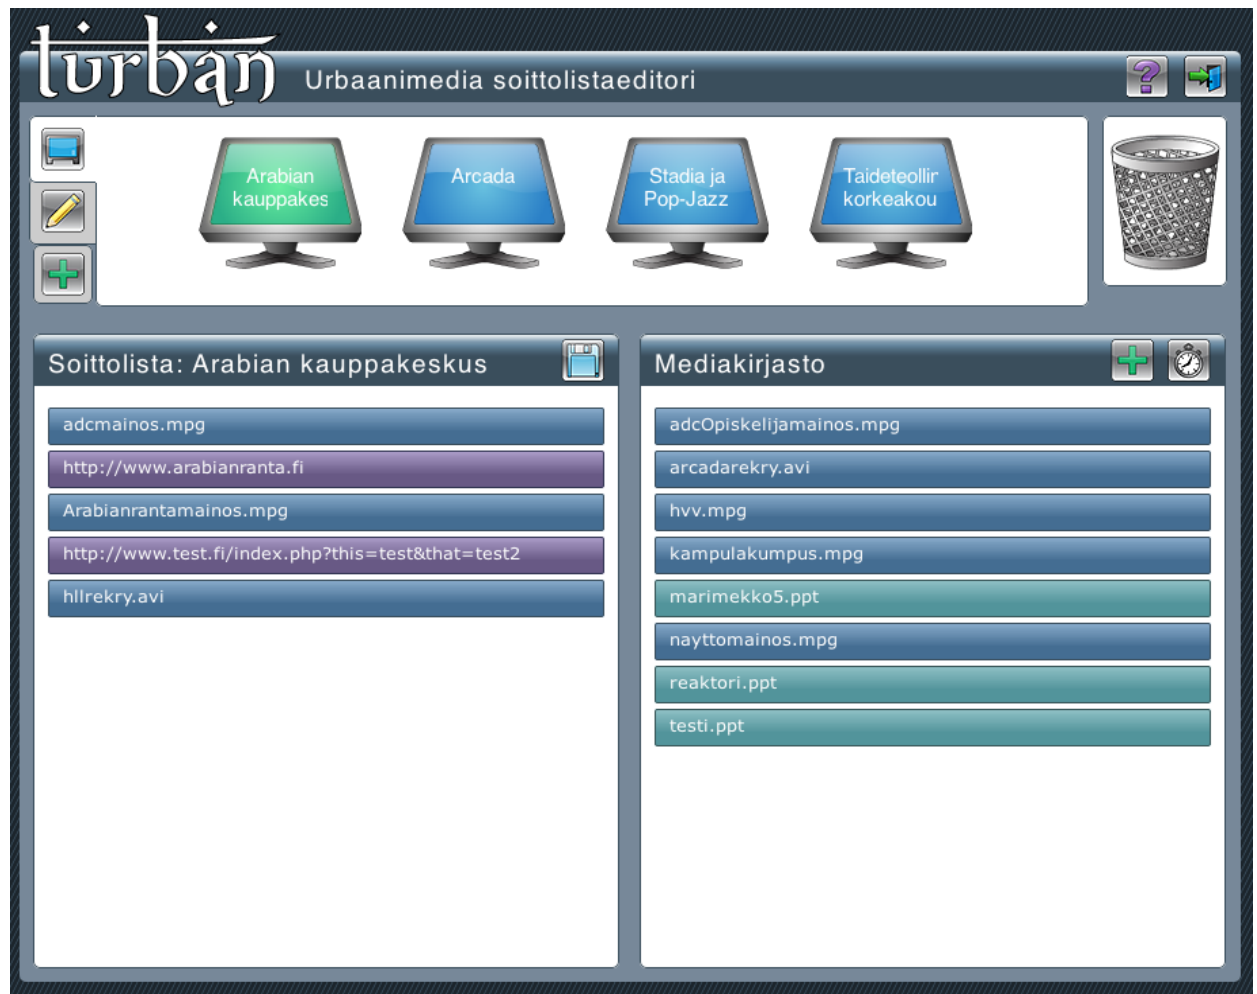 turban
Urbaanimedia soittolistaeditori
Arabian
kauppakes
Arcada
Stadia ja
Pop-Jazz
Taideteollir
korkeakou
Soittolista: Arabian kauppakeskus
Mediakirjasto
adcmainos.mpg
http://www.arabianranta.fi
Arabianrantamainos.mpg
http://www.test.fi/index.php?this=test&that=test2
hllrekry.avi
adcOpiskelijamainos.mpg
arcadarekry.avi
hvv.mpg
kampulakumpus.mpg
marimekko5.ppt
nayttomainos.mpg
reaktori.ppt
testi.ppt